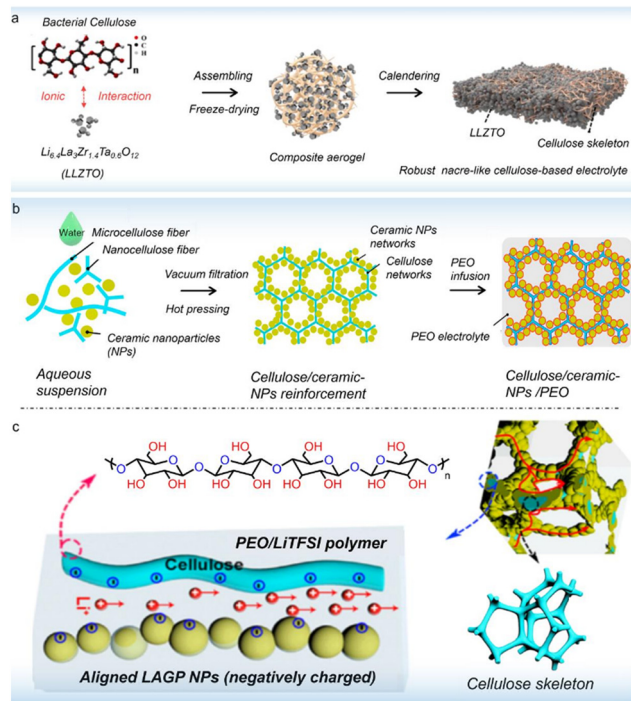 a
Bacterial Cellulose
O
C
H
n
Ionic
Interaction
Li6.4La3Zr1.4Ta0.6O12
(LLZTO)
Assembling
Freeze-drying
Composite aerogel
Calendering
LLZTO
Cellulose skeleton
Robust nacre-like cellulose-based electrolyte
b
Water
Microcellulose fiber
Nanocellulose fiber
Ceramic nanoparticles
(NPs)
Aqueous
suspension
Vacuum filtration
Hot pressing
Ceramic NPs
networks
Cellulose networks
Cellulose/ceramic-
NPs reinforcement
PEO
infusion
PEO electrolyte
Cellulose/ceramic-
NPs /PEO
c
OH OH OH OH
HO HO HO HO
O O O O O O O O O
OH OH OH OH
n
PEO/LiTFSI polymer
Cellulose
Li+
Aligned LAGP NPs (negatively charged)
Cellulose skeleton